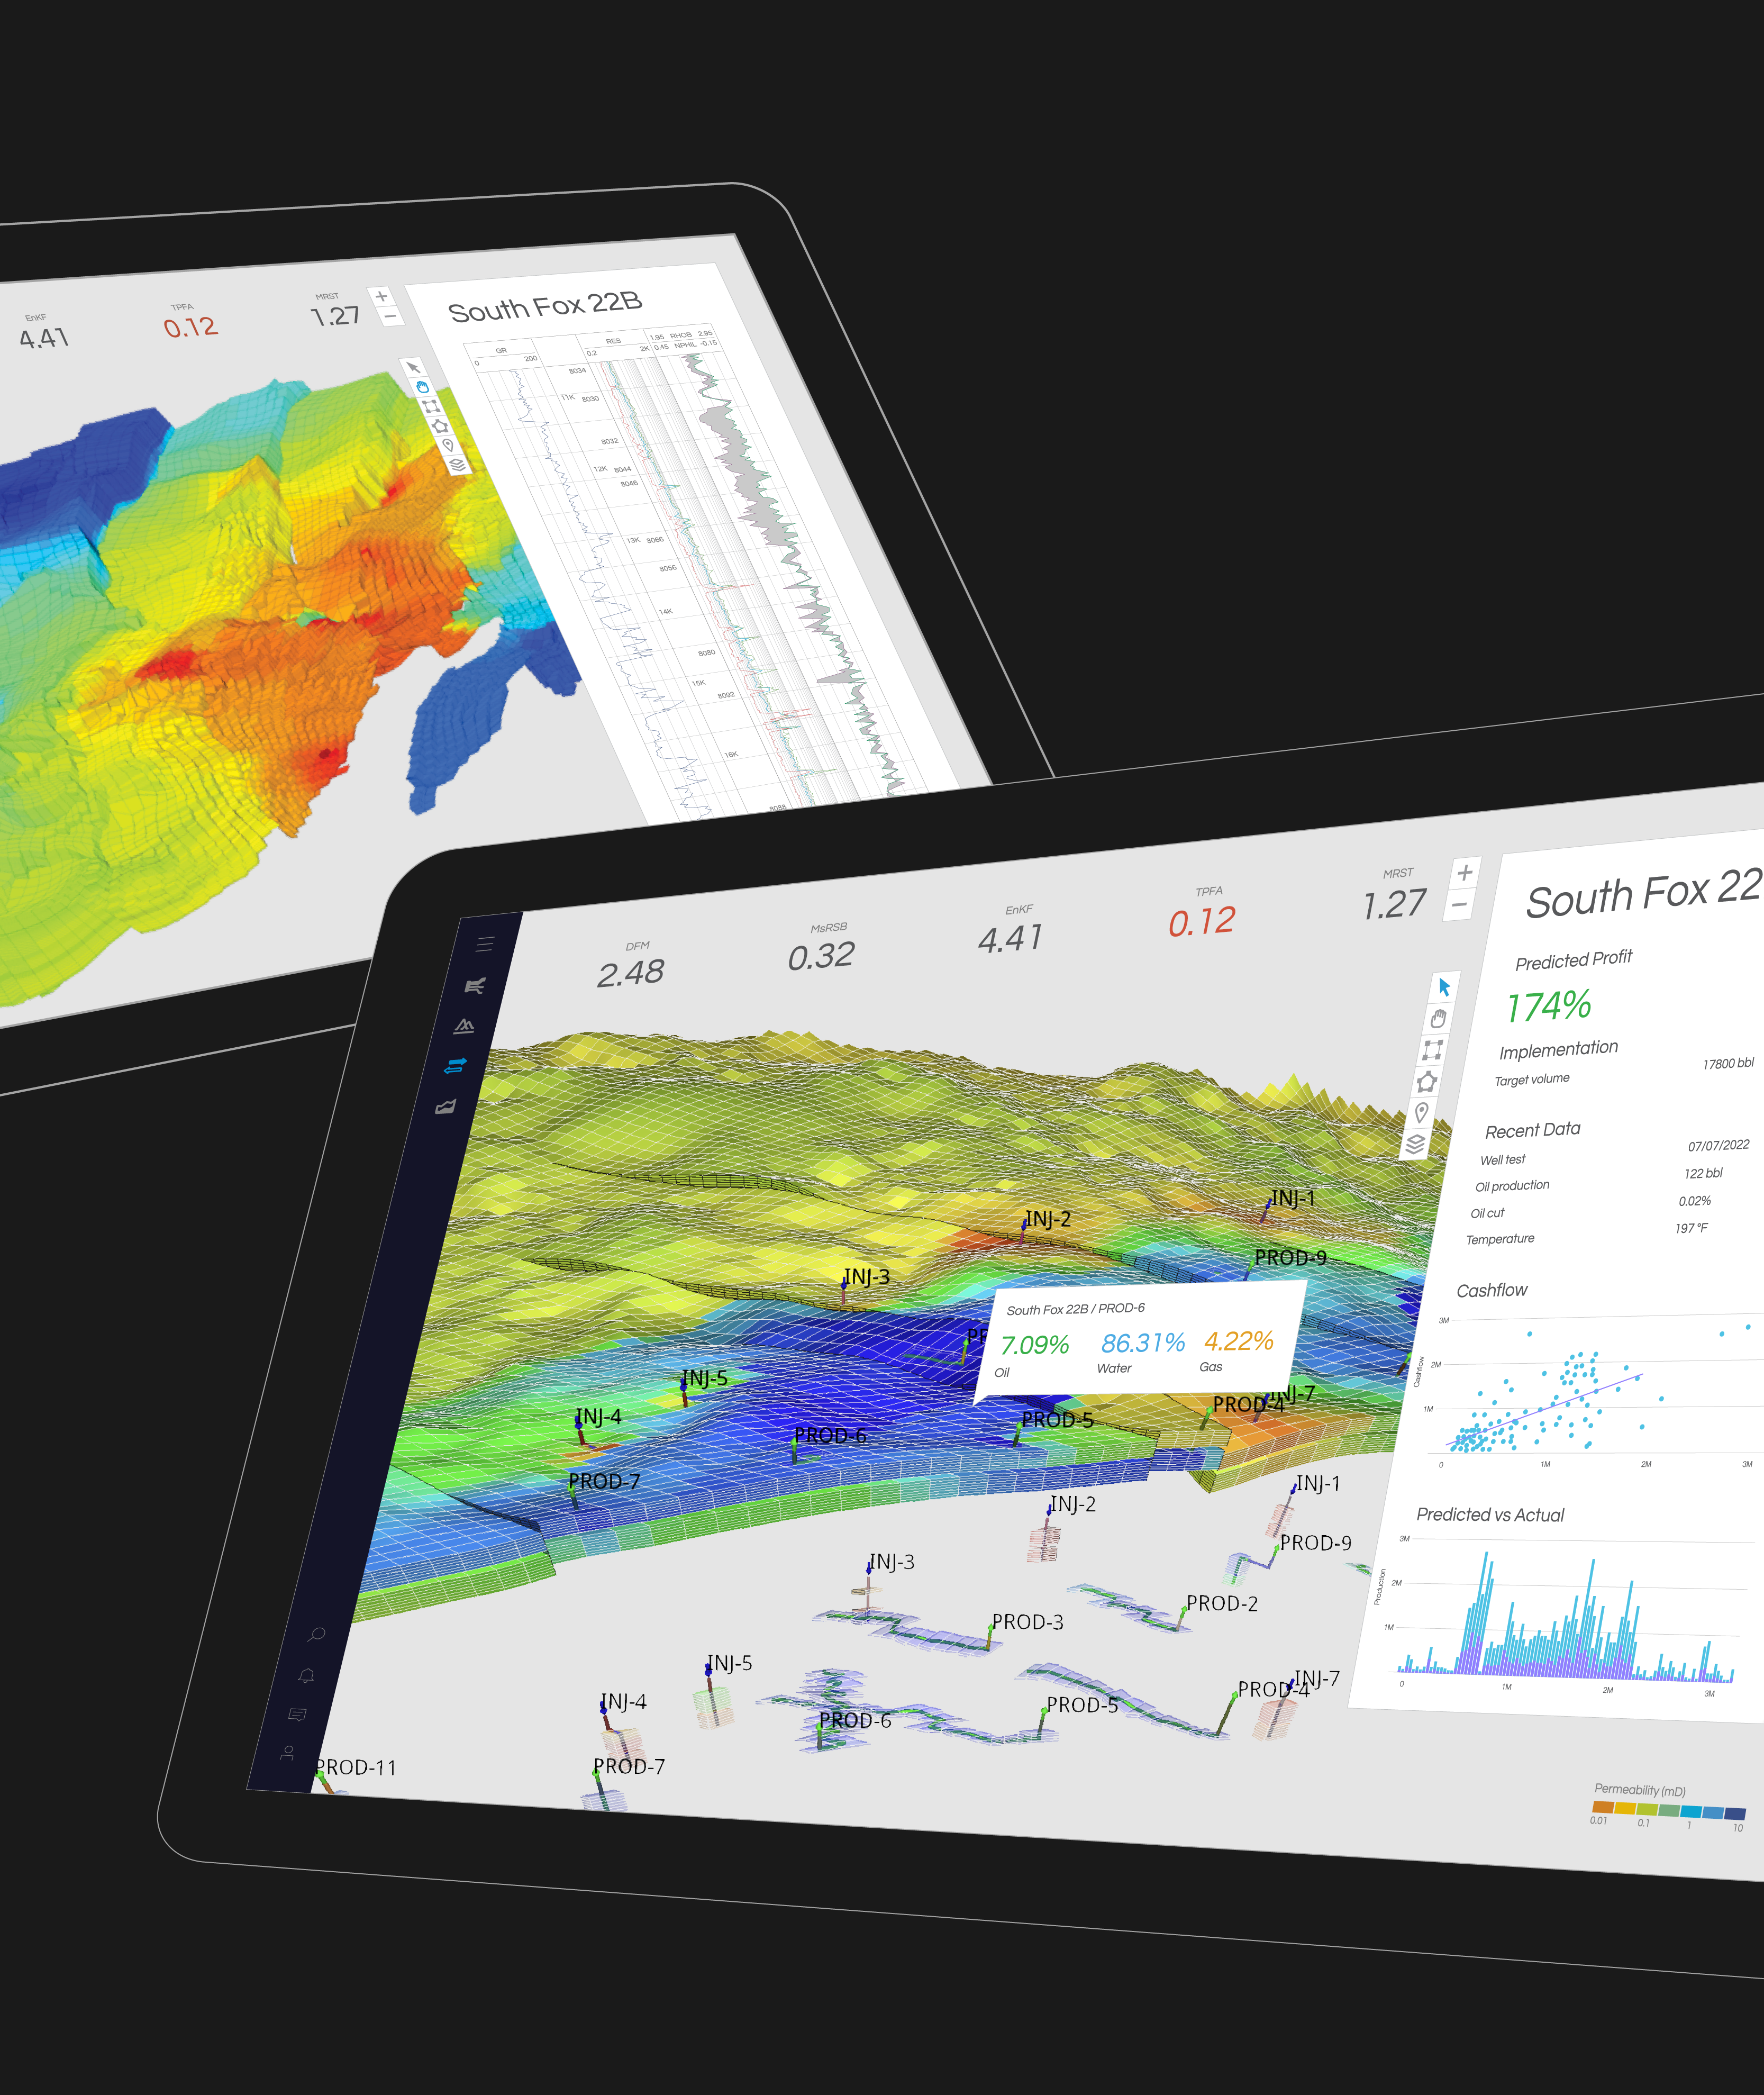 EnKF
4.41
TPFA
0.12
MRST
1.27
+
−
South Fox 22B
GR
0 200
RES
0.2 2K
1.95 RHOB 2.95
0.45 NPHIL -0.15
8034
11K 8030
8032
12K 8044
8046
13K 8066
8056
14K
8080
15K
8092
16K
8088
DFM
2.48
MsRSB
0.32
EnKF
4.41
TPFA
0.12
MRST
1.27
+
−
INJ-1
INJ-2
PROD-9
INJ-3
South Fox 22B / PROD-6
7.09% 86.31% 4.22%
Oil Water Gas
INJ-5
INJ-7
PROD-4
INJ-4
PROD-5
PROD-6
PROD-7
INJ-1
INJ-2
PROD-9
INJ-3
PROD-2
PROD-3
INJ-5
INJ-7
PROD-4
INJ-4
PROD-5
PROD-6
PROD-7
PROD-11
South Fox 22
Predicted Profit
174%
Implementation
Target volume 17800 bbl
Recent Data
Well test 07/07/2022
Oil production 122 bbl
Oil cut 0.02%
Temperature 197 °F
Cashflow
Cashflow
3M
2M
1M
0 1M 2M 3M
Predicted vs Actual
Production
3M
2M
1M
0 1M 2M 3M
Permeability (mD)
0.01 0.1 1 10